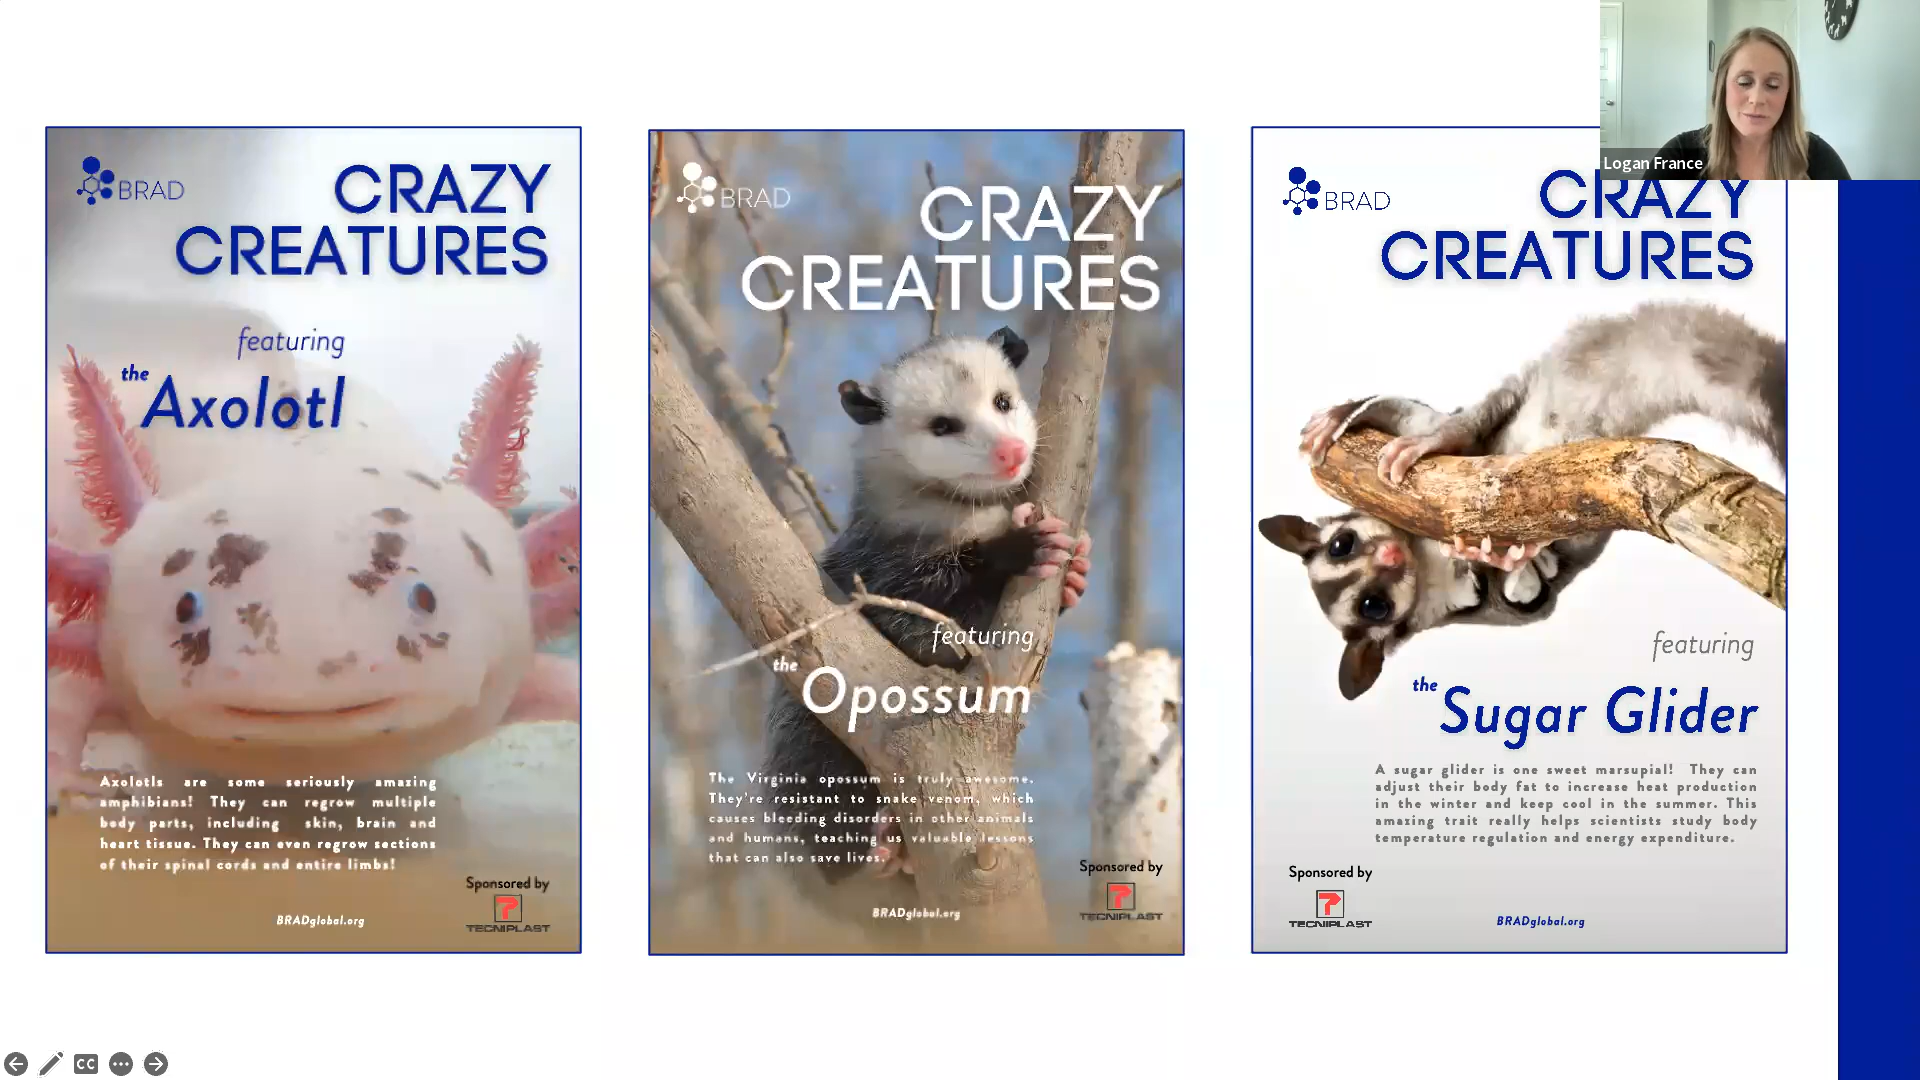 Logan France
BRAD
CRAZY
CREATURES
featuring
the
Axolotl
Axolotls are some seriously amazing
amphibians! They can regrow multiple
body parts, including skin, brain and
heart tissue. They can even regrow sections
of their spinal cords and entire limbs!
Sponsored by
TECNIPLAST
BRADglobal.org
BRAD
CRAZY
CREATURES
featuring
the
Opossum
The Virginia opossum is truly awesome.
They're resistant to snake venom, which
causes bleeding disorders in other animals
and humans, teaching us valuable lessons
that can also save lives.
Sponsored by
TECNIPLAST
BRADglobal.org
BRAD
CRAZY
CREATURES
featuring
the
Sugar Glider
A sugar glider is one sweet marsupial! They can
adjust their body fat to increase heat production
in the winter and keep cool in the summer. This
amazing trait really helps scientists study body
temperature regulation and energy expenditure.
Sponsored by
TECNIPLAST
BRADglobal.org
CC